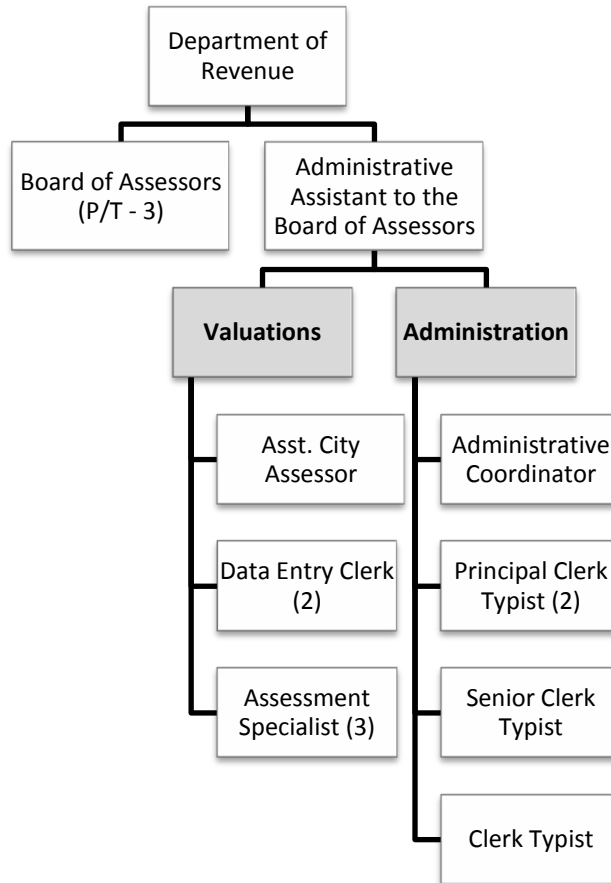 Department of
Revenue
Board of Assessors
(P/T - 3)
Administrative
Assistant to the
Board of Assessors
Valuations
Administration
Asst. City
Assessor
Administrative
Coordinator
Data Entry Clerk
(2)
Principal Clerk
Typist (2)
Assessment
Specialist (3)
Senior Clerk
Typist
Clerk Typist